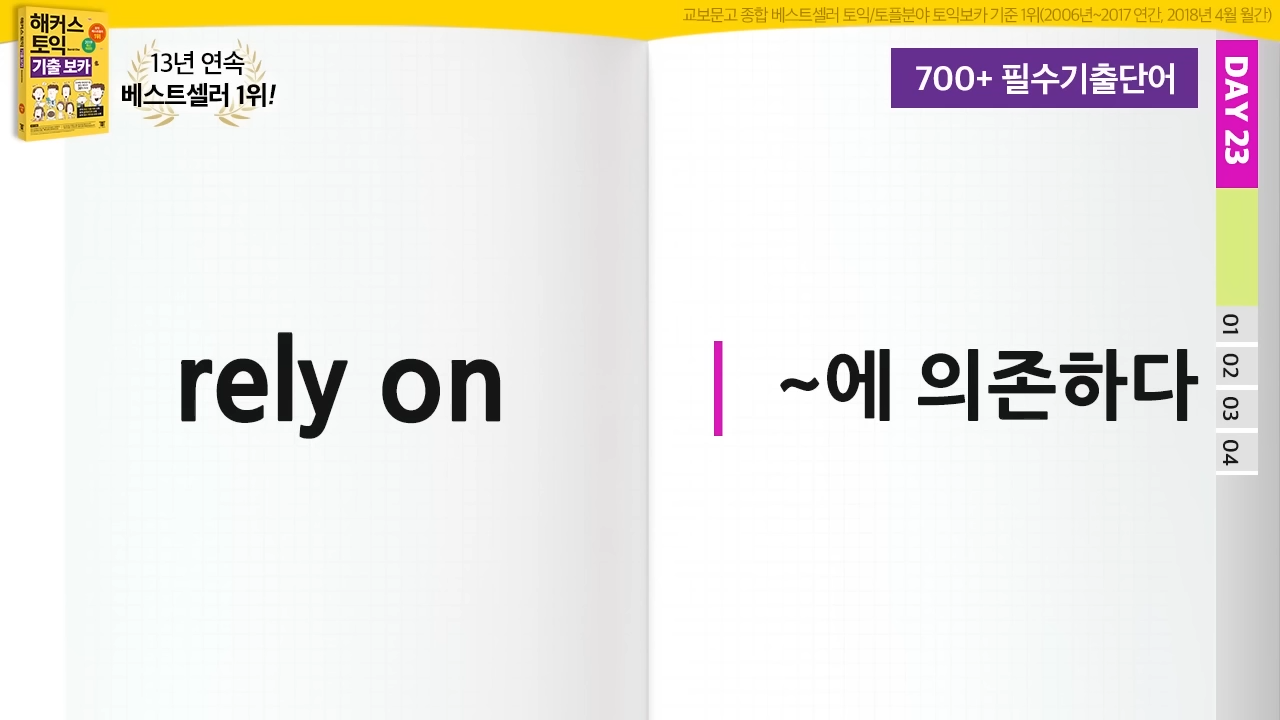 교보문고 종합 베스트셀러 토익/토플분야 토익보카 기준 1위(2006년~2017 연간, 2018년 4월 월간)
해커스
토익
기출 보카
13년 연속
베스트셀러 1위!
700+ 필수기출단어
DAY 23
rely on
~에 의존하다
01
02
03
04